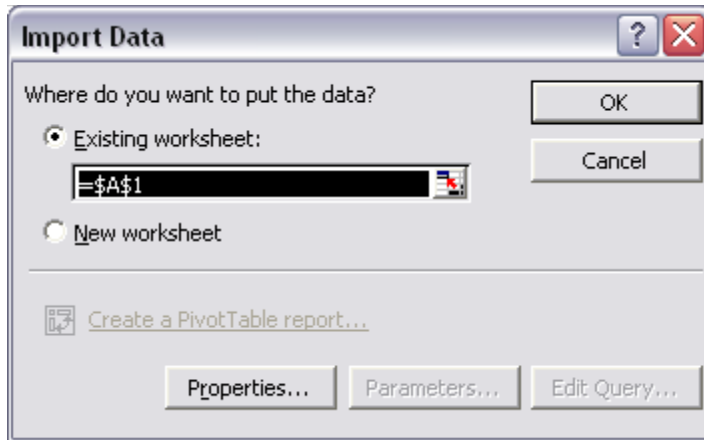 Import Data
Where do you want to put the data?
OK
Existing worksheet:
Cancel
=$A$1
New worksheet
Create a PivotTable report...
Properties...
Parameters...
Edit Query...